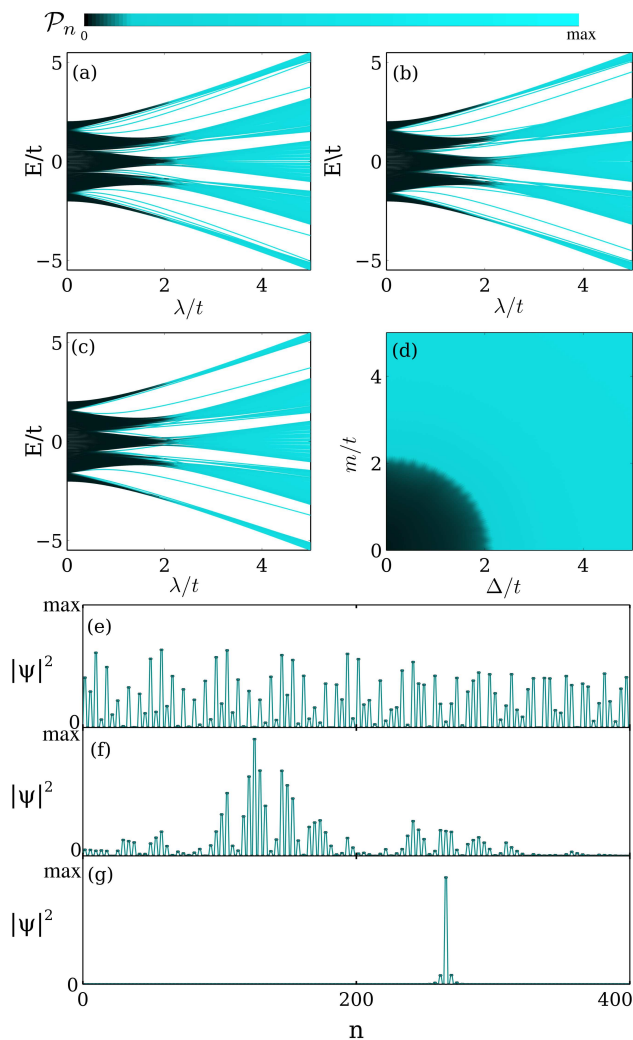 𝒫ₙ
0 max
(a) (b)
5 5
E/t E\t
0 0
−5 −5
0 2 4 0 2 4
λ/t λ/t
(c) (d)
5 4
E/t m/t
0 2
−5 0
0 2 4 0 2 4
λ/t Δ/t
max
(e)
|ψ|²
0
max
(f)
|ψ|²
0
max
(g)
|ψ|²
0
0 200 400
n